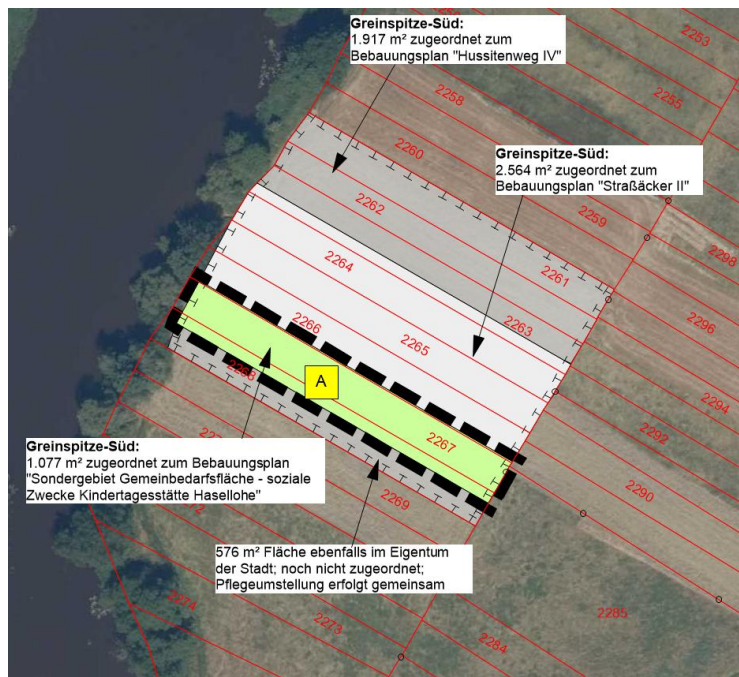 Greinspitze-Süd:
1.917 m² zugeordnet zum
Bebauungsplan "Hussitenweg IV"
2253
2258
2255
2260
Greinspitze-Süd:
2.564 m² zugeordnet zum
Bebauungsplan "Straßäcker II"
2262
2259
2298
2264
2261
2263
2296
2266
2265
2268
A
2294
2267
2292
Greinspitze-Süd:
1.077 m² zugeordnet zum Bebauungsplan
"Sondergebiet Gemeinbedarfsfläche - soziale
Zwecke Kindertagesstätte Hasellohe"
2290
2269
576 m² Fläche ebenfalls im Eigentum
der Stadt; noch nicht zugeordnet;
Pflegeumstellung erfolgt gemeinsam
2274
2273
2284
2285